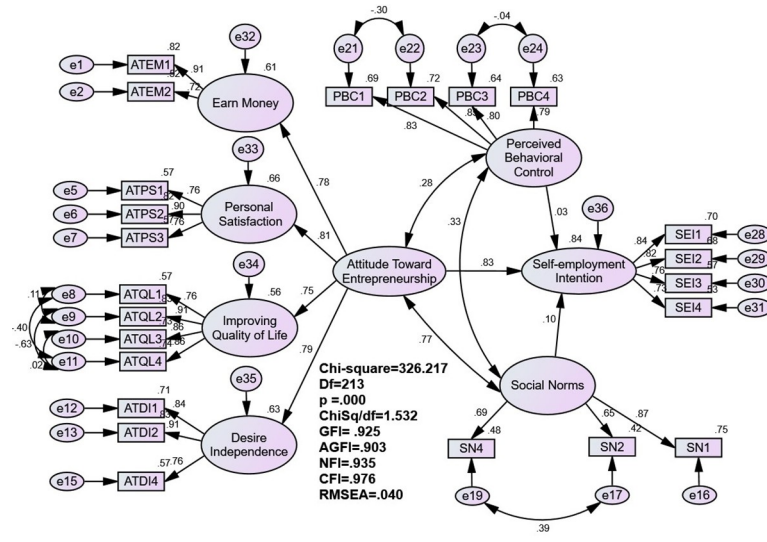 -.30
-.04
e32
e21
e22
e23
e24
.82
e1
ATEM1
.91
.61
.69
.72
.64
.63
e2
ATEM2
.72
Earn Money
PBC1
PBC2
PBC3
PBC4
.80
.79
.83
e33
Perceived
Behavioral
Control
.57
.66
.78
.28
e5
ATPS1
.76
e6
ATPS2
.90
Personal
Satisfaction
.33
.03
e36
e7
ATPS3
.76
.81
.84
.70
.84
SEI1
e28
e34
.82
SEI2
e29
.57
.56
Attitude Toward
Entrepreneurship
.83
Self-employment
Intention
.76
SEI3
e30
.11
e8
ATQL1
.76
.75
SEI4
e31
e9
ATQL2
.91
Improving
Quality of Life
-.40
e10
ATQL3
.86
-.63
.10
.02
e11
ATQL4
.86
.79
.77
e35
Chi-square=326.217
Df=213
p =.000
ChiSq/df=1.532
GFI= .925
AGFI=.903
NFI=.935
CFI=.976
RMSEA=.040
Social Norms
.71
e12
ATDI1
.84
.63
.69
.65
.87
e13
ATDI2
.91
Desire
Independence
.48
.42
.75
SN4
SN2
SN1
.57
.76
e15
ATDI4
e19
e17
e16
.39